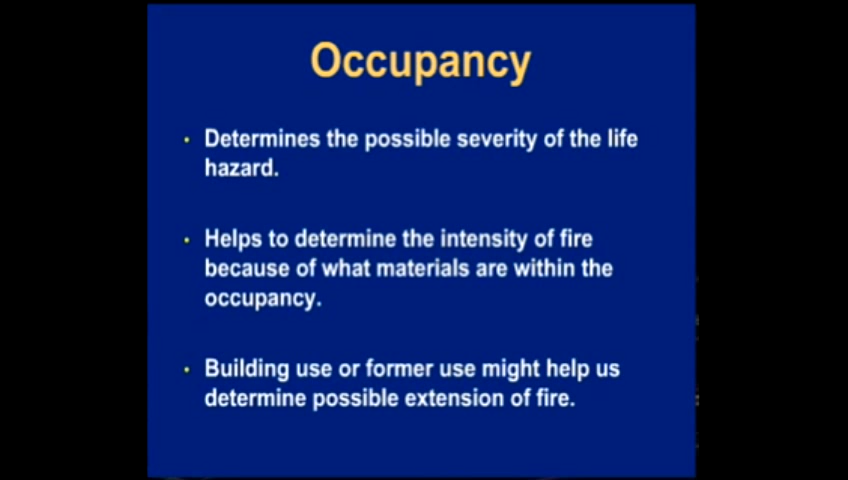 Occupancy
• Determines the possible severity of the life
hazard.
• Helps to determine the intensity of fire
because of what materials are within the
occupancy.
• Building use or former use might help us
determine possible extension of fire.